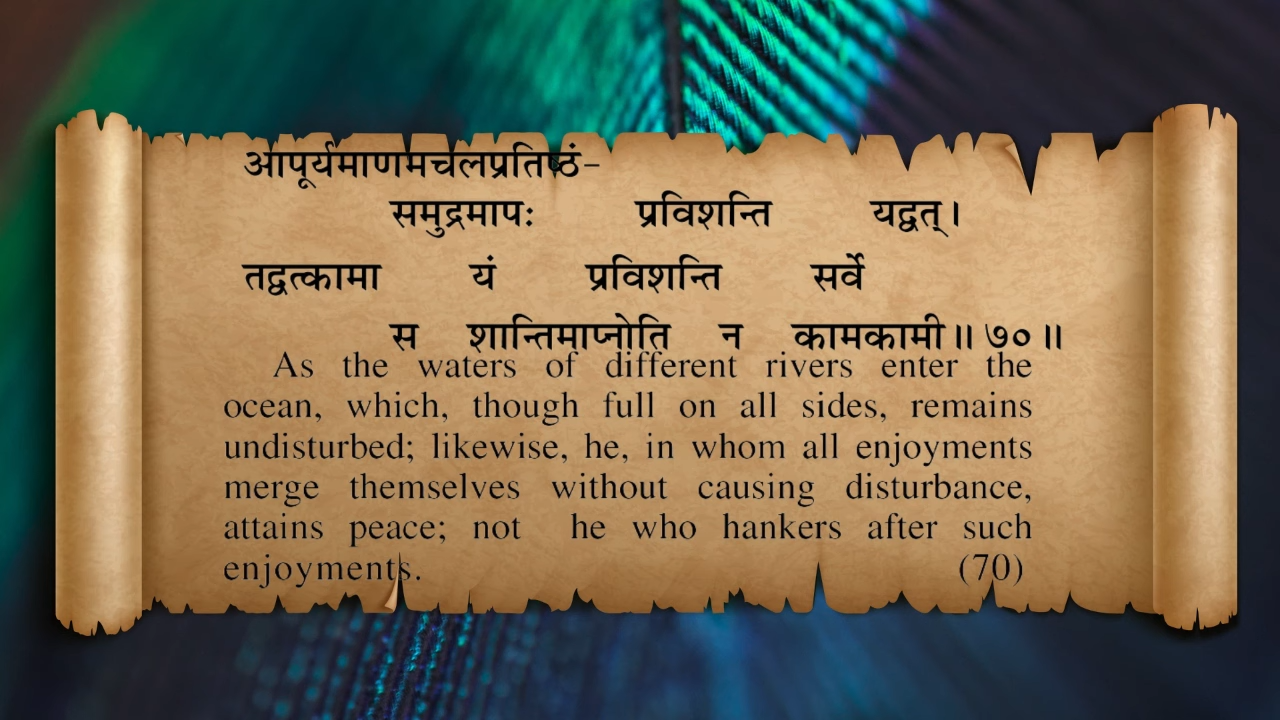 आपूर्यमाणमचलप्रतिष्ठं-
समुद्रमापः प्रविशन्ति यद्वत्।
तद्वत्कामा यं प्रविशन्ति सर्वे
स शान्तिमाप्नोति न कामकामी॥ ७०॥
As the waters of different rivers enter the
ocean, which, though full on all sides, remains
undisturbed; likewise, he, in whom all enjoyments
merge themselves without causing disturbance,
attains peace; not he who hankers after such
enjoyments. (70)